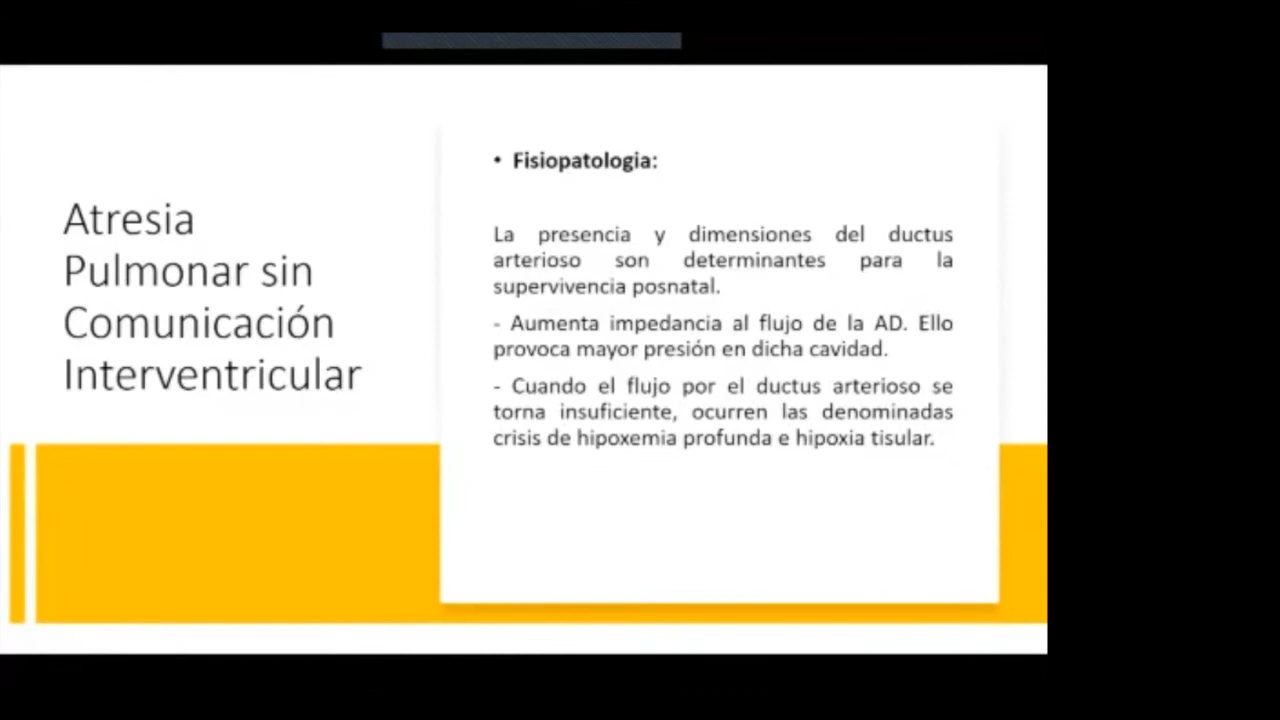 Atresia
Pulmonar sin
Comunicación
Interventricular
• Fisiopatologia:
La presencia y dimensiones del ductus
arterioso son determinantes para la
supervivencia posnatal.
- Aumenta impedancia al flujo de la AD. Ello
provoca mayor presión en dicha cavidad.
- Cuando el flujo por el ductus arterioso se
torna insuficiente, ocurren las denominadas
crisis de hipoxemia profunda e hipoxia tisular.